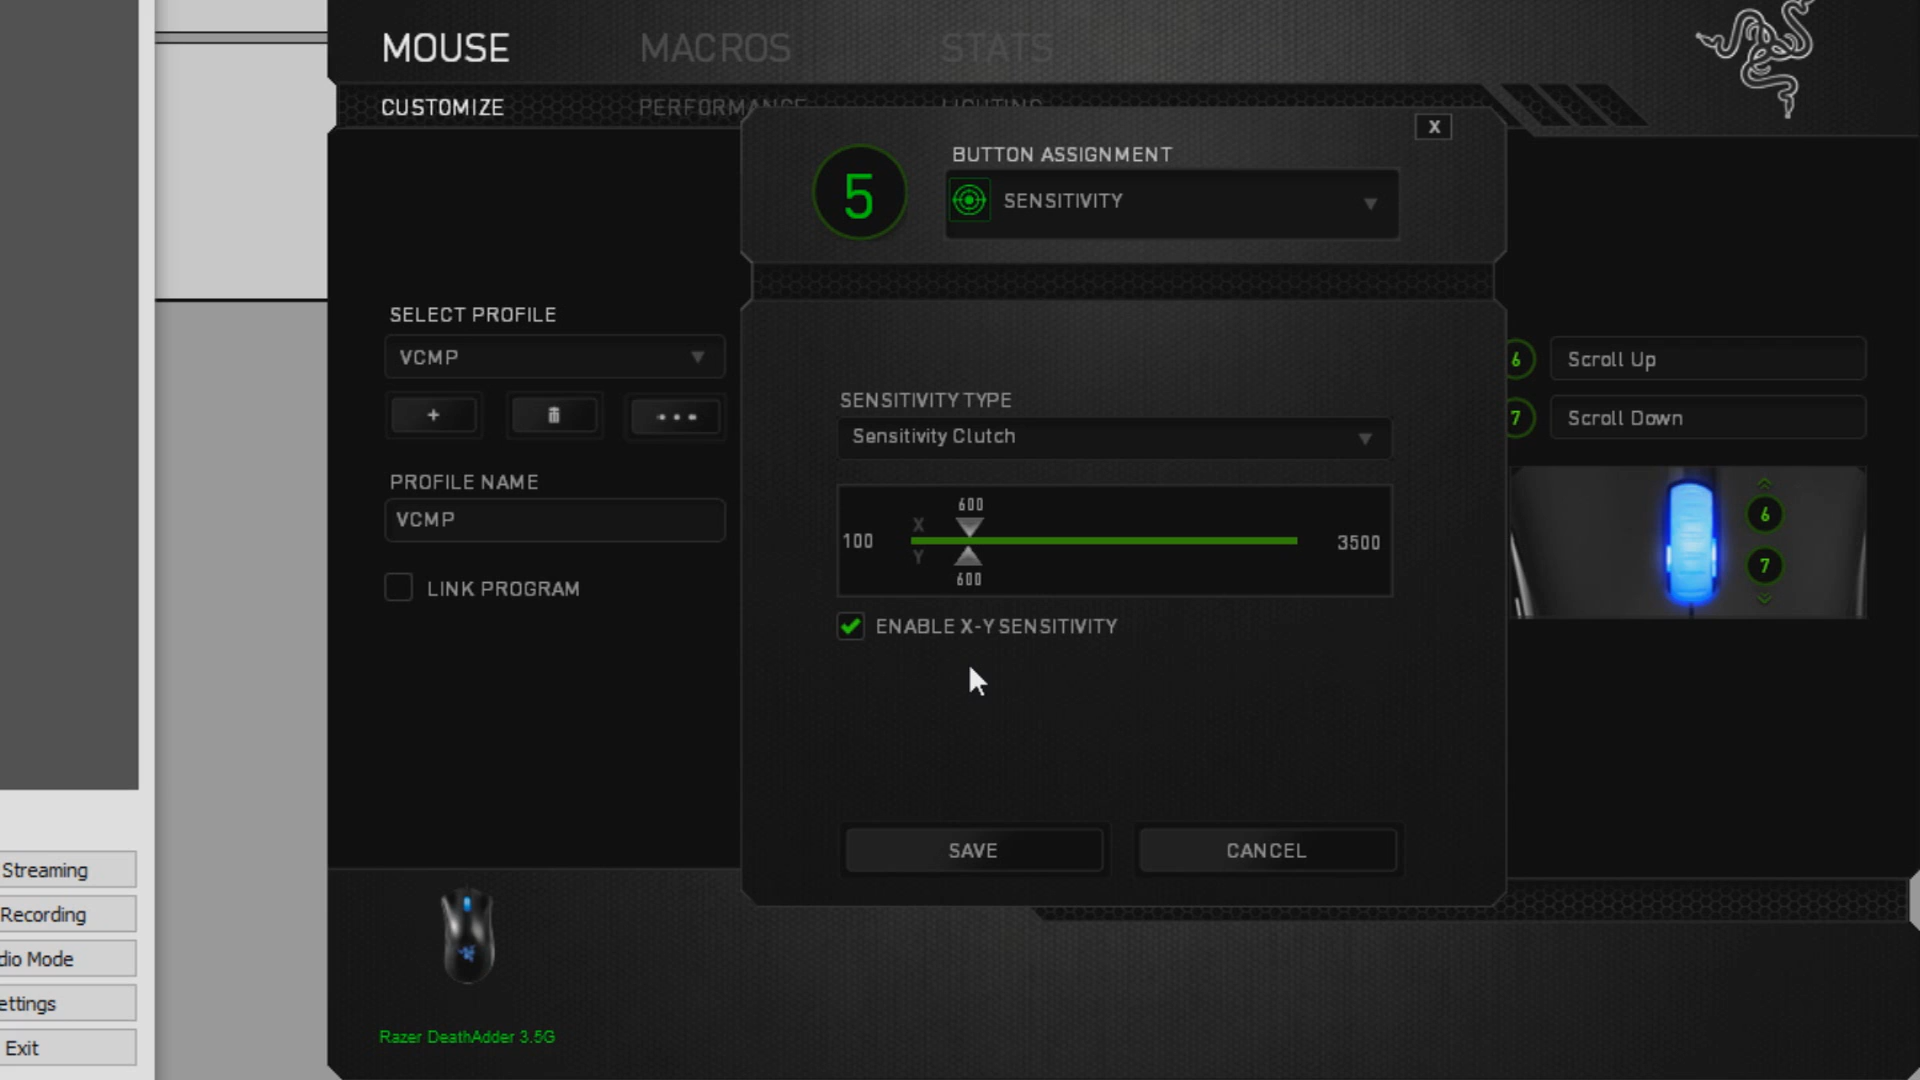 MOUSE MACROS STATS
CUSTOMIZE PERFORMANCE LIGHTING
X
5 BUTTON ASSIGNMENT
SENSITIVITY
SELECT PROFILE
VCMP
+
PROFILE NAME
VCMP
LINK PROGRAM
SENSITIVITY TYPE
Sensitivity Clutch
600
X
100 3500
Y
600
ENABLE X-Y SENSITIVITY
SAVE CANCEL
6 Scroll Up
7 Scroll Down
6
7
Streaming
Recording
dio Mode
ettings
Exit
Razer DeathAdder 3.5G